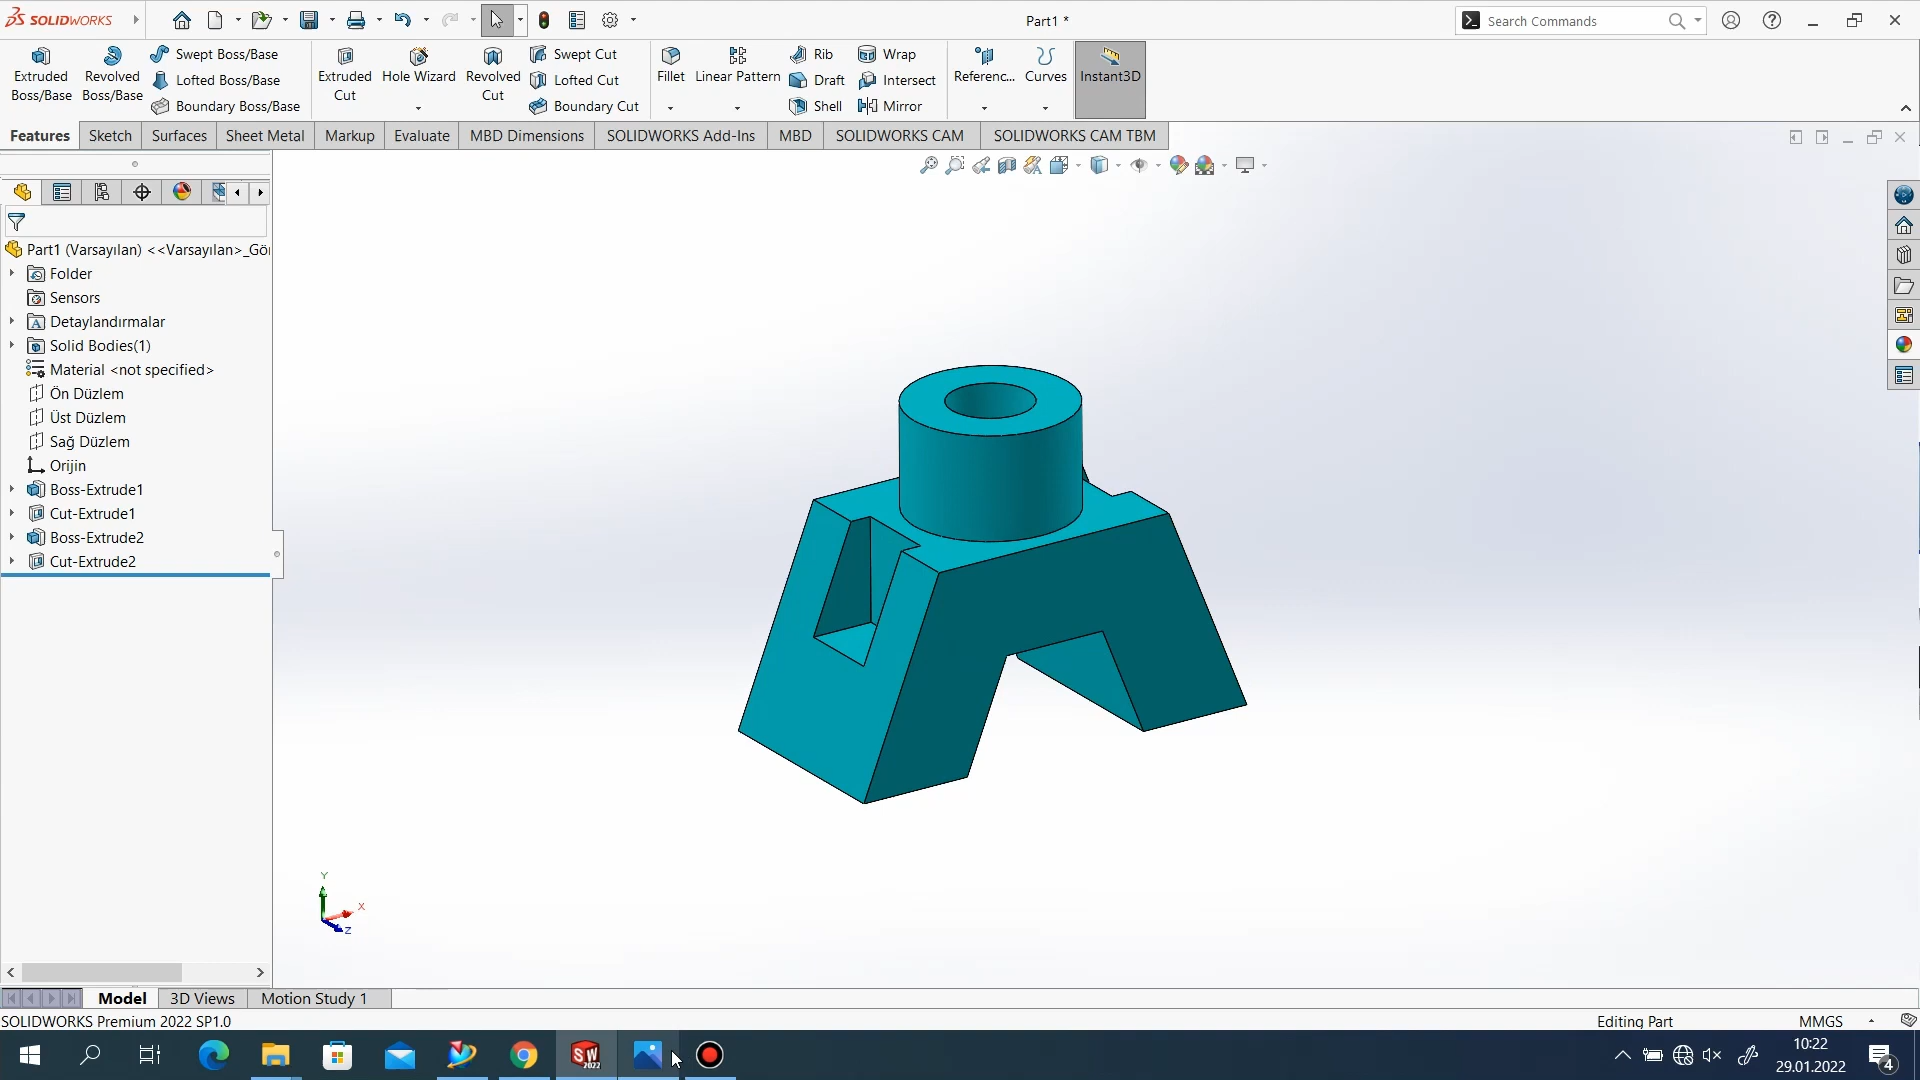 SOLIDWORKS
Part1 *
Search Commands
Extruded Boss/Base
Revolved Boss/Base
Swept Boss/Base
Lofted Boss/Base
Boundary Boss/Base
Extruded Cut
Hole Wizard
Revolved Cut
Swept Cut
Lofted Cut
Boundary Cut
Fillet
Linear Pattern
Rib
Draft
Shell
Wrap
Intersect
Mirror
Referenc...
Curves
Instant3D
Features
Sketch
Surfaces
Sheet Metal
Markup
Evaluate
MBD Dimensions
SOLIDWORKS Add-Ins
MBD
SOLIDWORKS CAM
SOLIDWORKS CAM TBM
Part1 (Varsayılan) <<Varsayılan>_Gö
Folder
Sensors
Detaylandırmalar
Solid Bodies(1)
Material <not specified>
Ön Düzlem
Üst Düzlem
Sağ Düzlem
Orijin
Boss-Extrude1
Cut-Extrude1
Boss-Extrude2
Cut-Extrude2
Y
X
Z
Model
3D Views
Motion Study 1
SOLIDWORKS Premium 2022 SP1.0
Editing Part
MMGS
SW
2022
10:22
29.01.2022
4